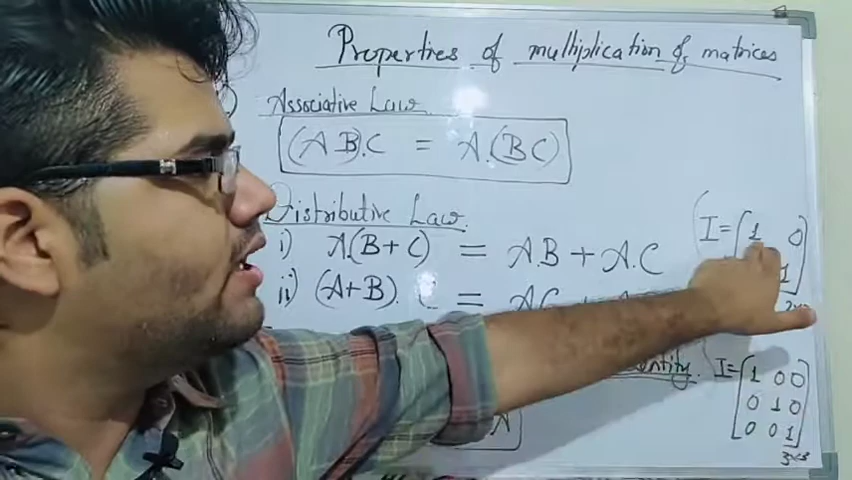 Properties of multiplication of matrices
Associative Law
(A B).C = A.(BC)
Distributive Law
i) A.(B+C) = A.B + A.C
ii) (A+B). C = A.C +
I = [1 0
1]
Identity.
I = [1 0 0
0 1 0
0 0 1] 3×3